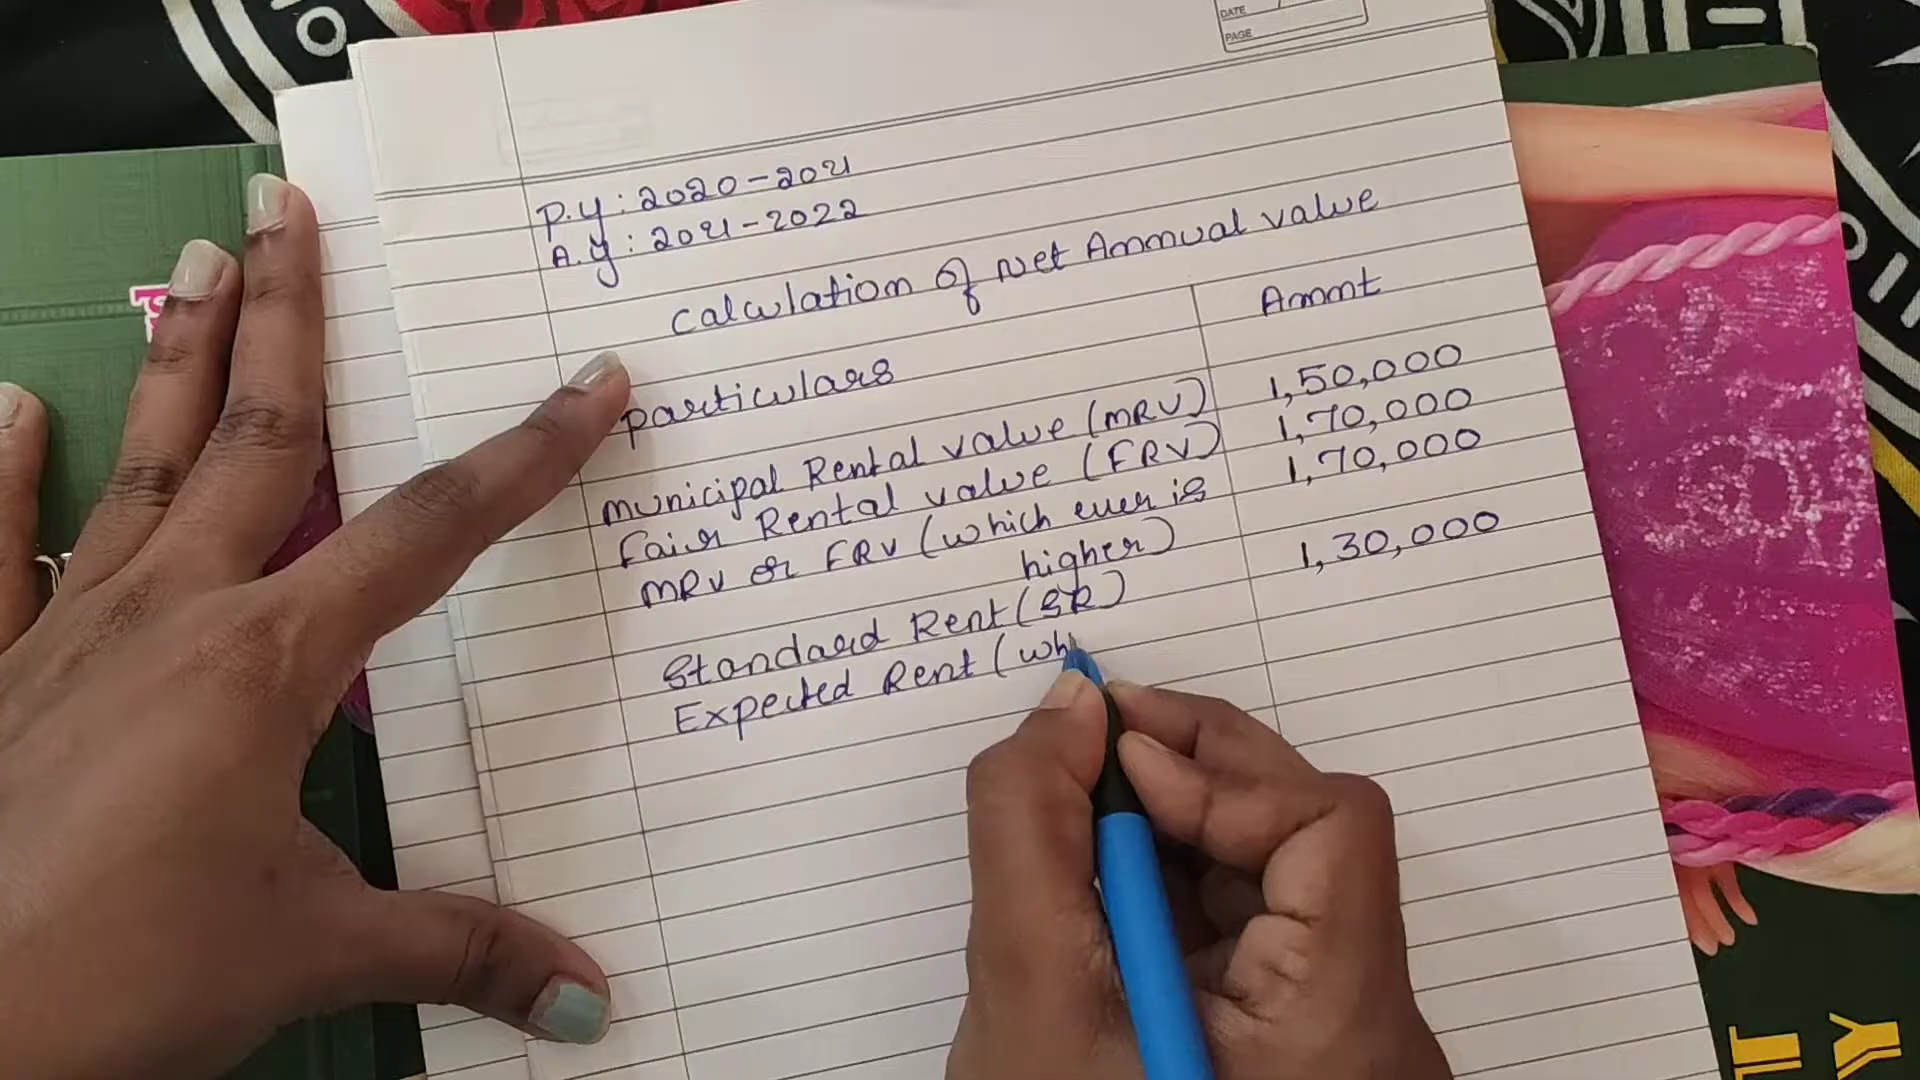 DATE
PAGE
P.Y : 2020-2021
A.Y : 2021-2022
Calculation of Net Annual value
Particulars Amnt
Municipal Rental value (MRV) 1,50,000
Fair Rental value (FRV) 1,70,000
MRV or FRV (which ever is 1,70,000
higher)
Standard Rent (SR) 1,30,000
Expected Rent (wh